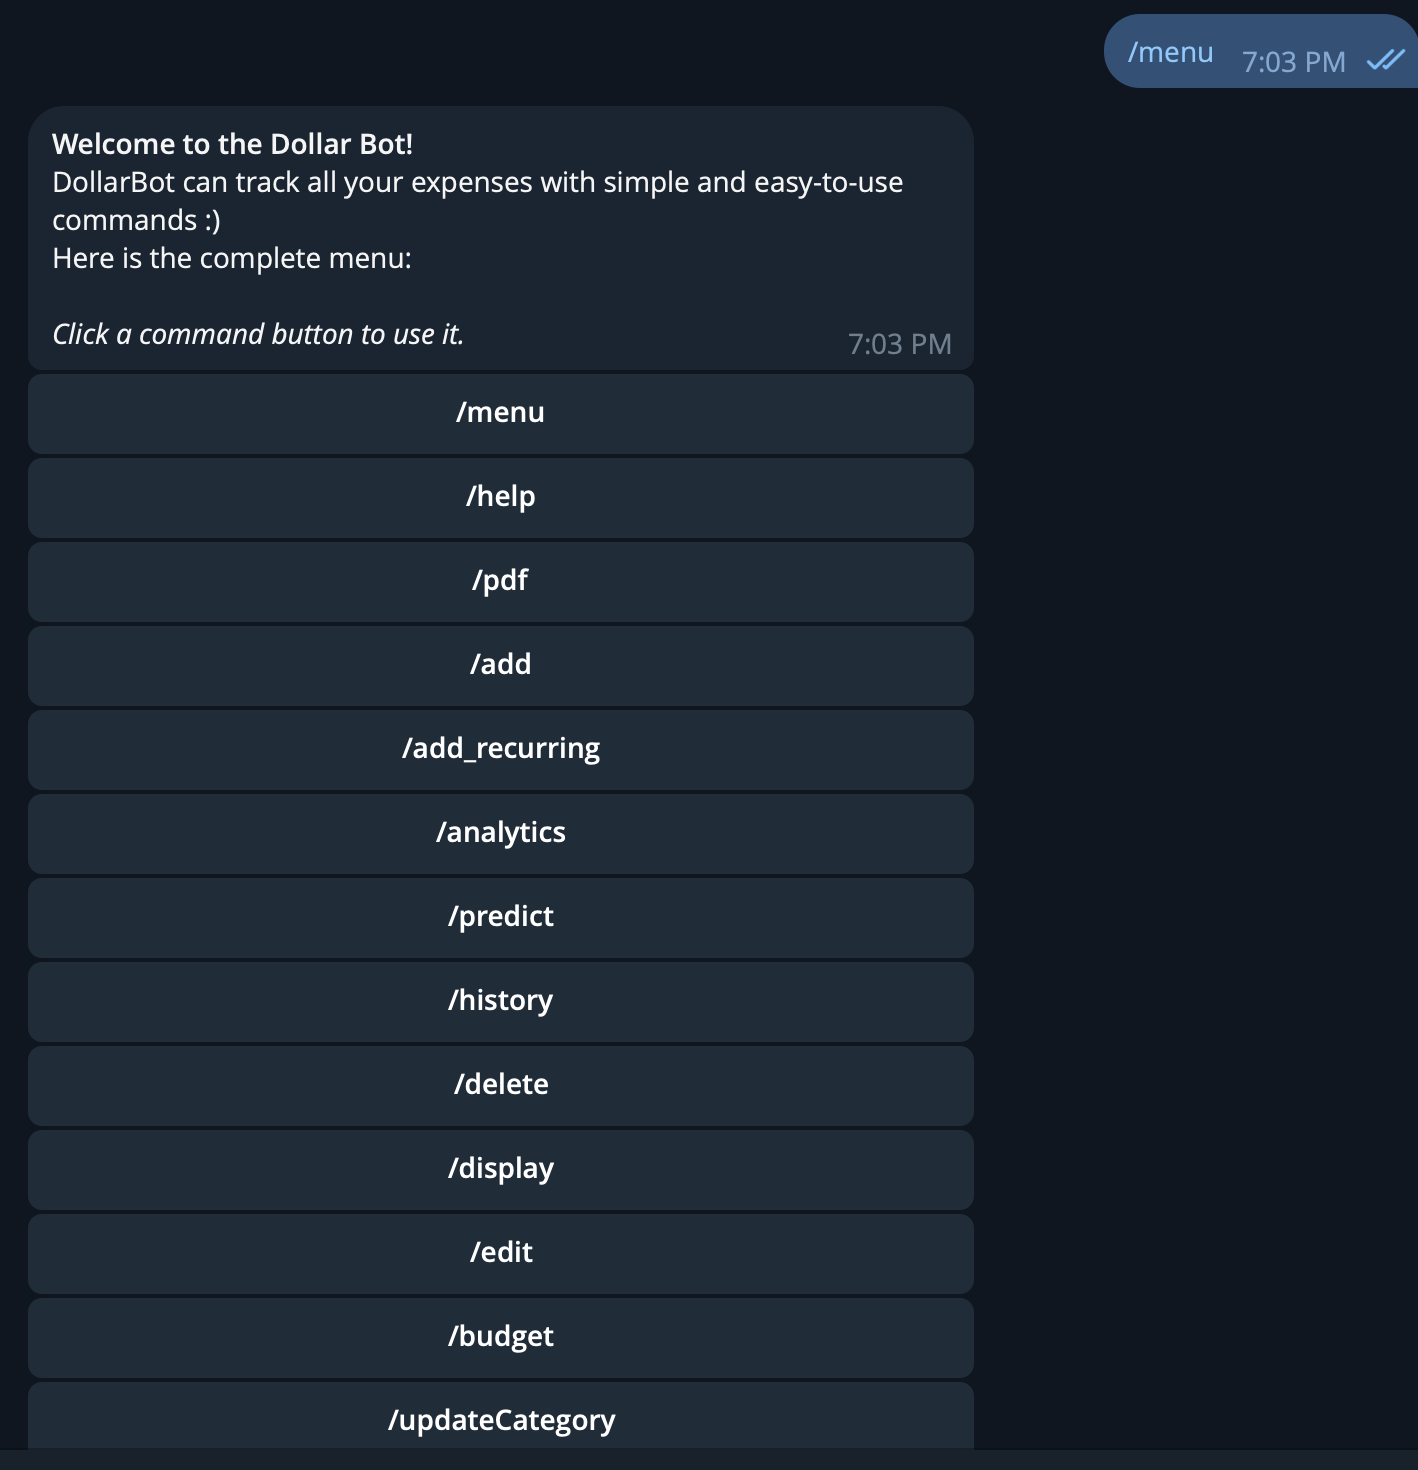 /menu 7:03 PM
Welcome to the Dollar Bot!
DollarBot can track all your expenses with simple and easy-to-use
commands :)
Here is the complete menu:
Click a command button to use it.
7:03 PM
/menu
/help
/pdf
/add
/add_recurring
/analytics
/predict
/history
/delete
/display
/edit
/budget
/updateCategory